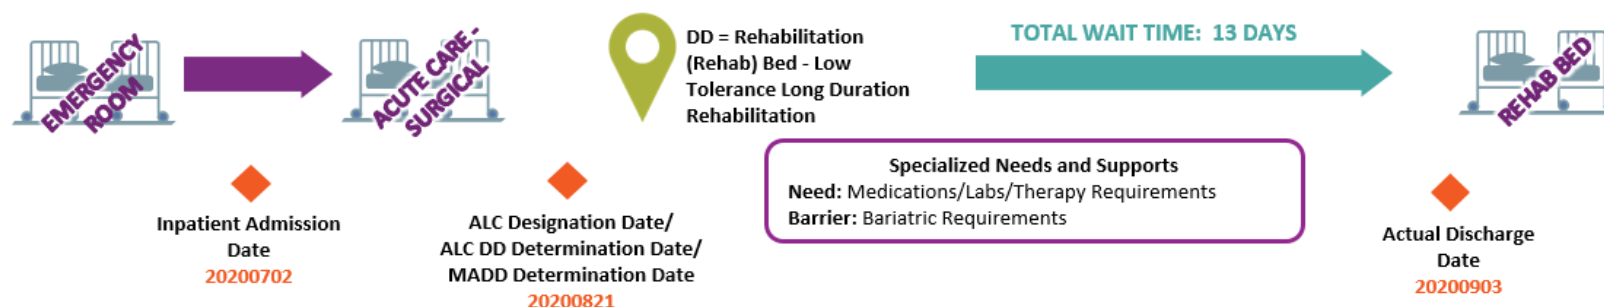 EMERGENCY
ROOM
ACUTE CARE -
SURGICAL
DD = Rehabilitation
(Rehab) Bed - Low
Tolerance Long Duration
Rehabilitation
TOTAL WAIT TIME: 13 DAYS
REHAB BED
Specialized Needs and Supports
Need: Medications/Labs/Therapy Requirements
Barrier: Bariatric Requirements
Inpatient Admission
Date
20200702
ALC Designation Date/
ALC DD Determination Date/
MADD Determination Date
20200821
Actual Discharge
Date
20200903